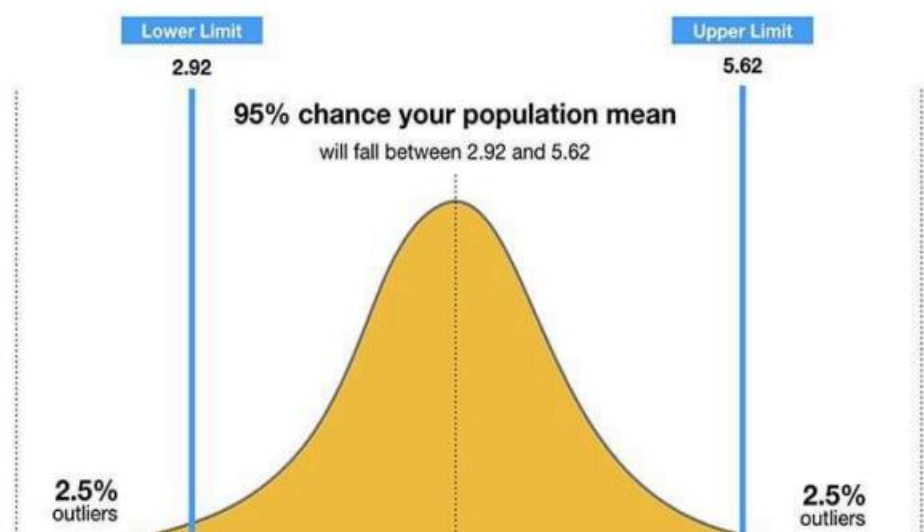 Lower Limit
Upper Limit
2.92
5.62
95% chance your population mean
will fall between 2.92 and 5.62
2.5%
outliers
2.5%
outliers